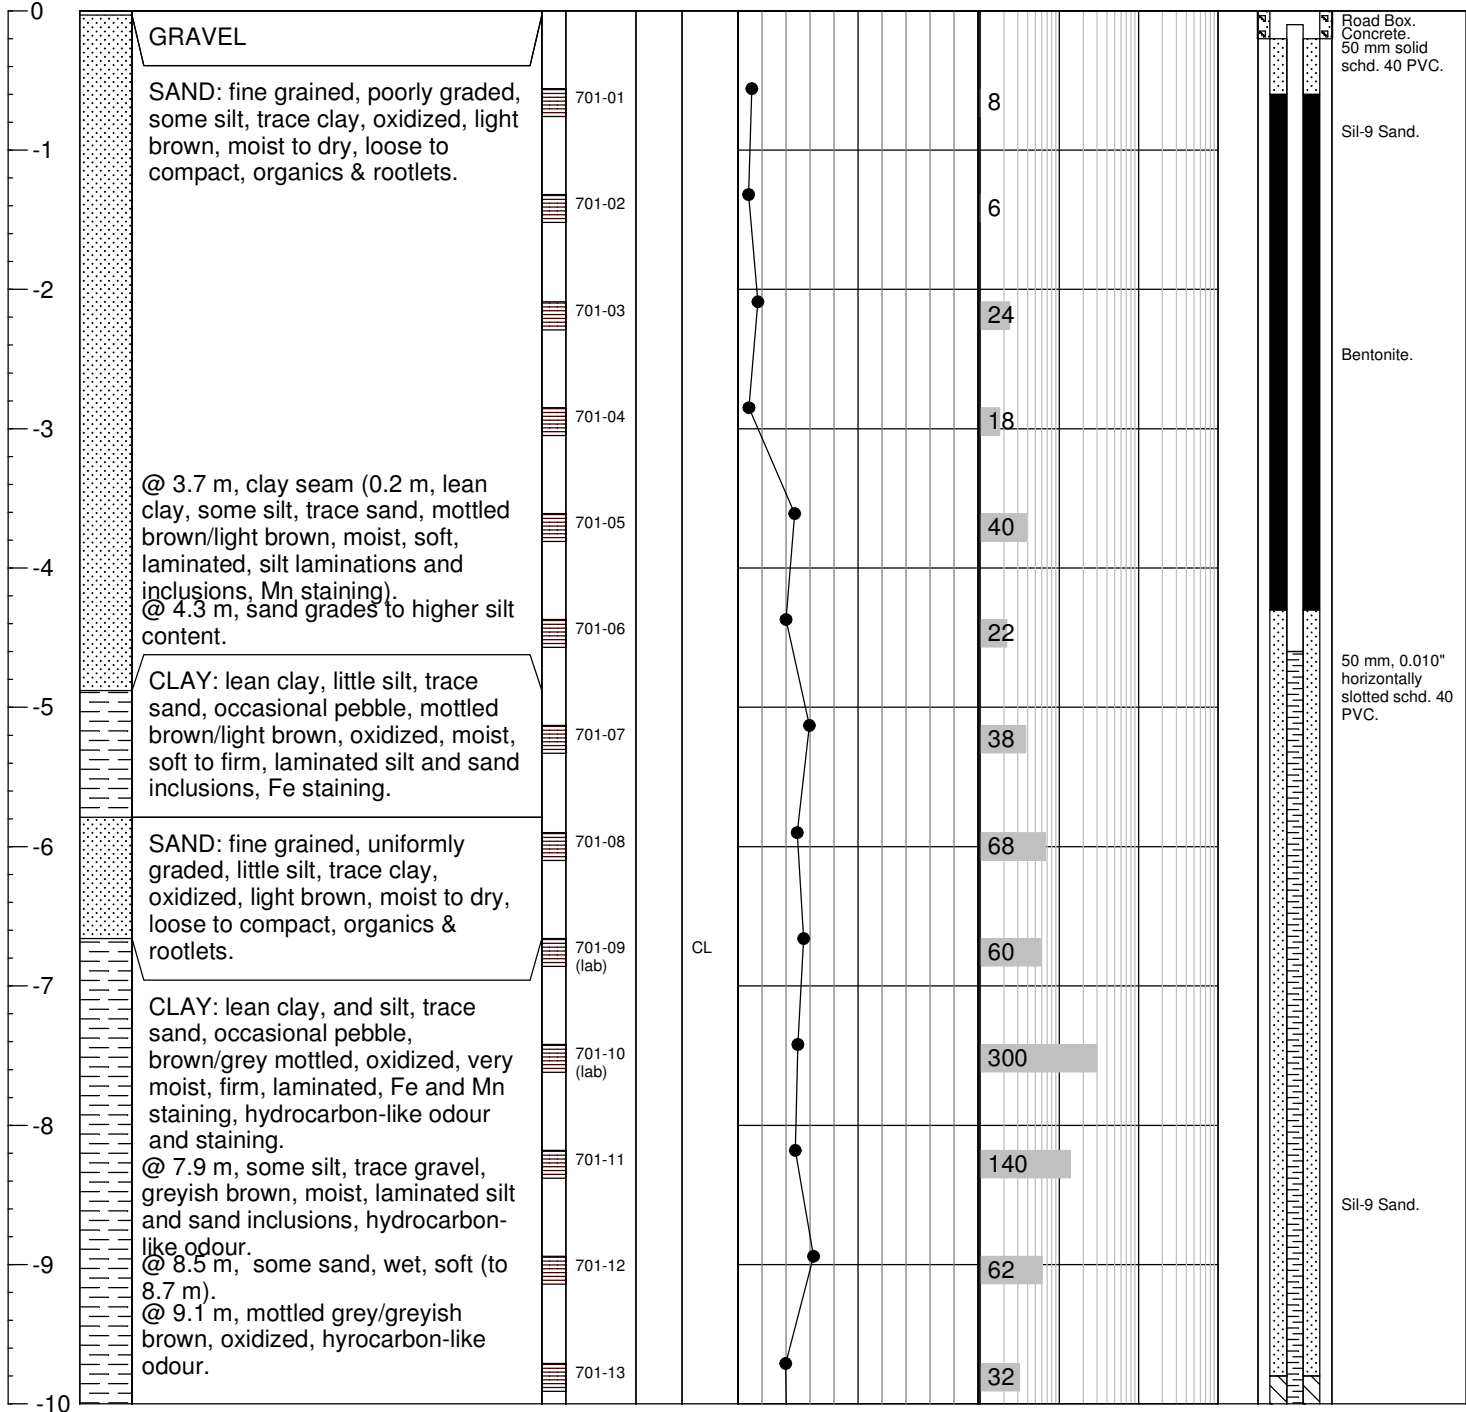 0
-1
-2
-3
-4
-5
-6
-7
-8
-9
-10
GRAVEL
SAND: fine grained, poorly graded,
some silt, trace clay, oxidized, light
brown, moist to dry, loose to
compact, organics & rootlets.
@ 3.7 m, clay seam (0.2 m, lean
clay, some silt, trace sand, mottled
brown/light brown, moist, soft,
laminated, silt laminations and
inclusions, Mn staining).
@ 4.3 m, sand grades to higher silt
content.
CLAY: lean clay, little silt, trace
sand, occasional pebble, mottled
brown/light brown, oxidized, moist,
soft to firm, laminated silt and sand
inclusions, Fe staining.
SAND: fine grained, uniformly
graded, little silt, trace clay,
oxidized, light brown, moist to dry,
loose to compact, organics &
rootlets.
CLAY: lean clay, and silt, trace
sand, occasional pebble,
brown/grey mottled, oxidized, very
moist, firm, laminated, Fe and Mn
staining, hydrocarbon-like odour
and staining.
@ 7.9 m, some silt, trace gravel,
greyish brown, moist, laminated silt
and sand inclusions, hydrocarbon-
like odour.
@ 8.5 m, some sand, wet, soft (to
8.7 m).
@ 9.1 m, mottled grey/greyish
brown, oxidized, hyrocarbon-like
odour.
701-01
701-02
701-03
701-04
701-05
701-06
701-07
701-08
701-09
(lab)
701-10
(lab)
701-11
701-12
701-13
CL
8
6
24
18
40
22
38
68
60
300
140
62
32
Road Box.
Concrete.
50 mm solid
schd. 40 PVC.
Sil-9 Sand.
Bentonite.
50 mm, 0.010"
horizontally
slotted schd. 40
PVC.
Sil-9 Sand.